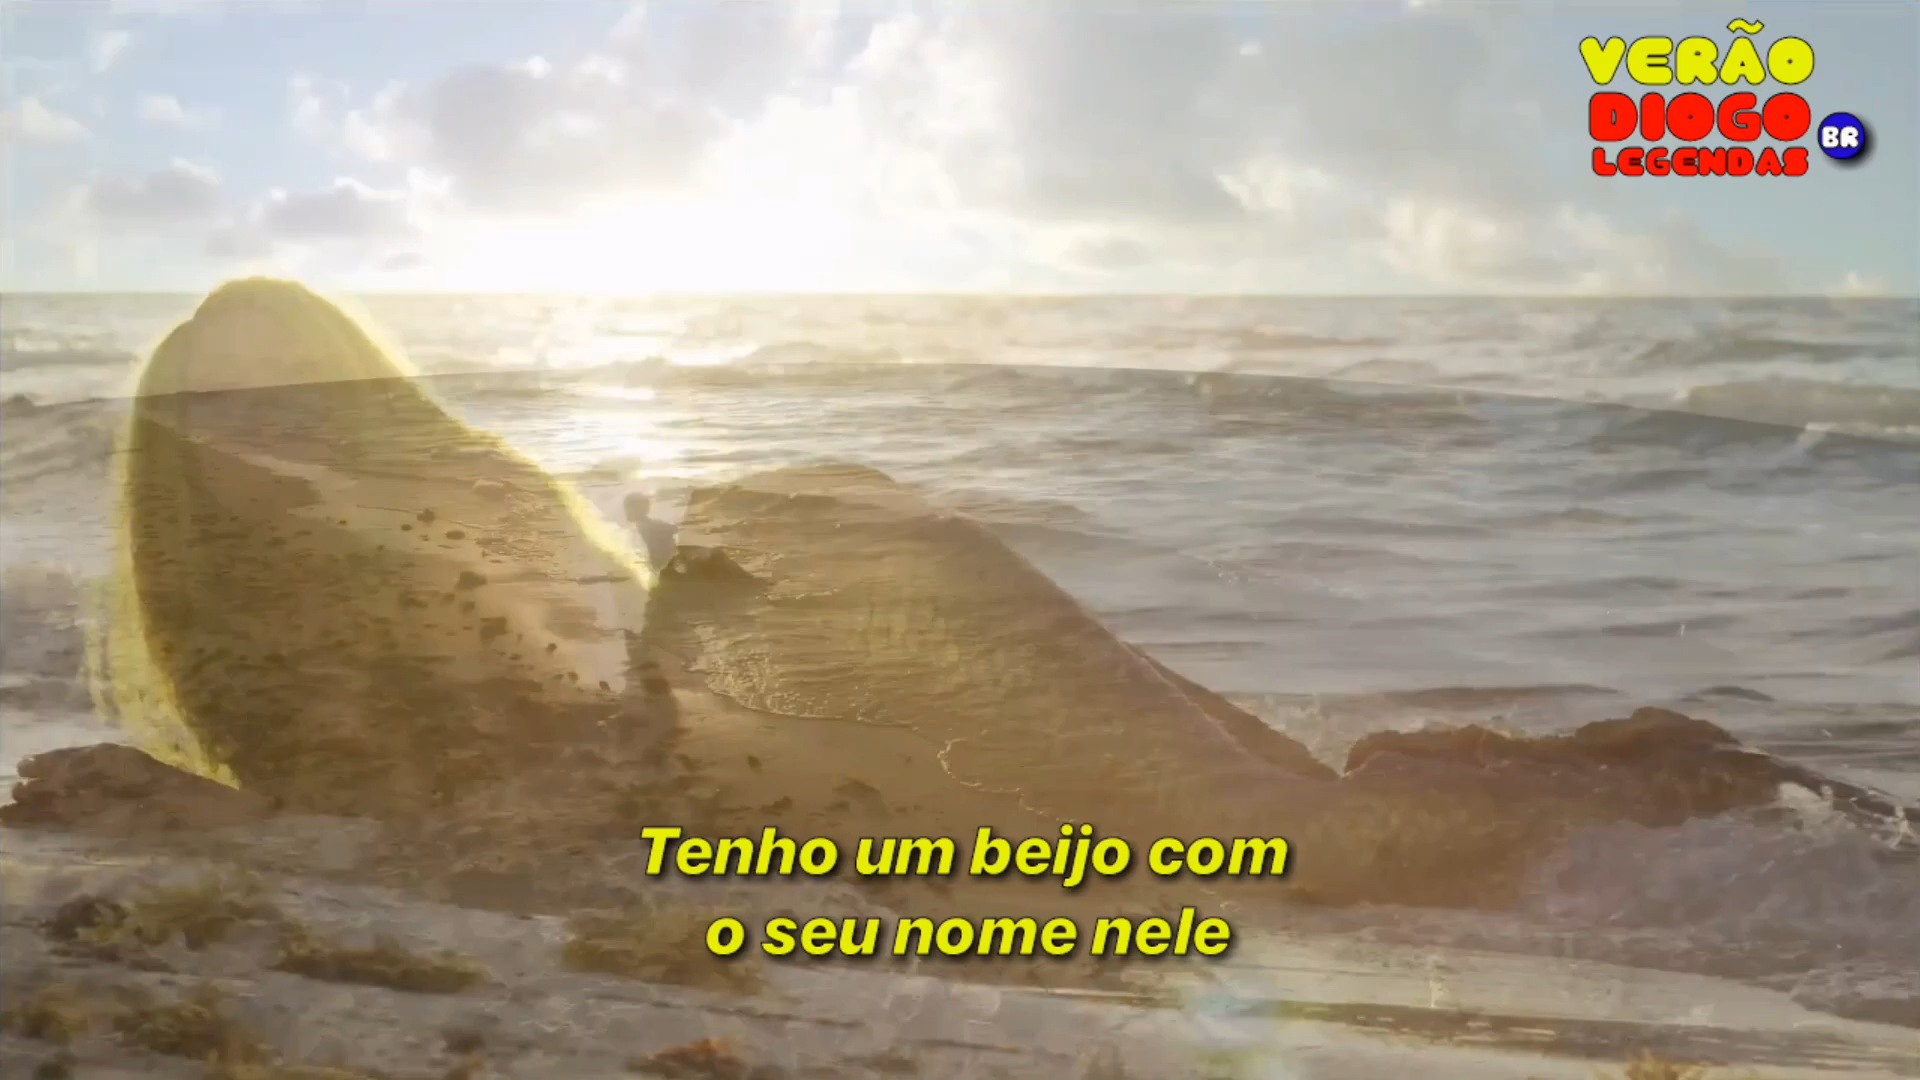 VERÃO
DIOGO
LEGENDAS
BR
Tenho um beijo com
o seu nome nele